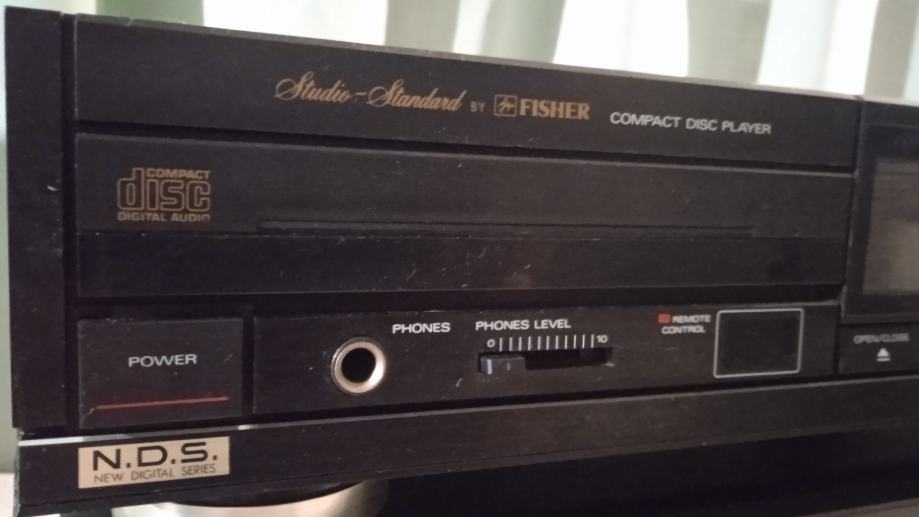 Studio-Standard BY FISHER COMPACT DISC PLAYER
COMPACT
disc
DIGITAL AUDIO
POWER
PHONES
PHONES LEVEL
0 10
REMOTE
CONTROL
OPEN/CLOSE
N.D.S.
NEW DIGITAL SERIES